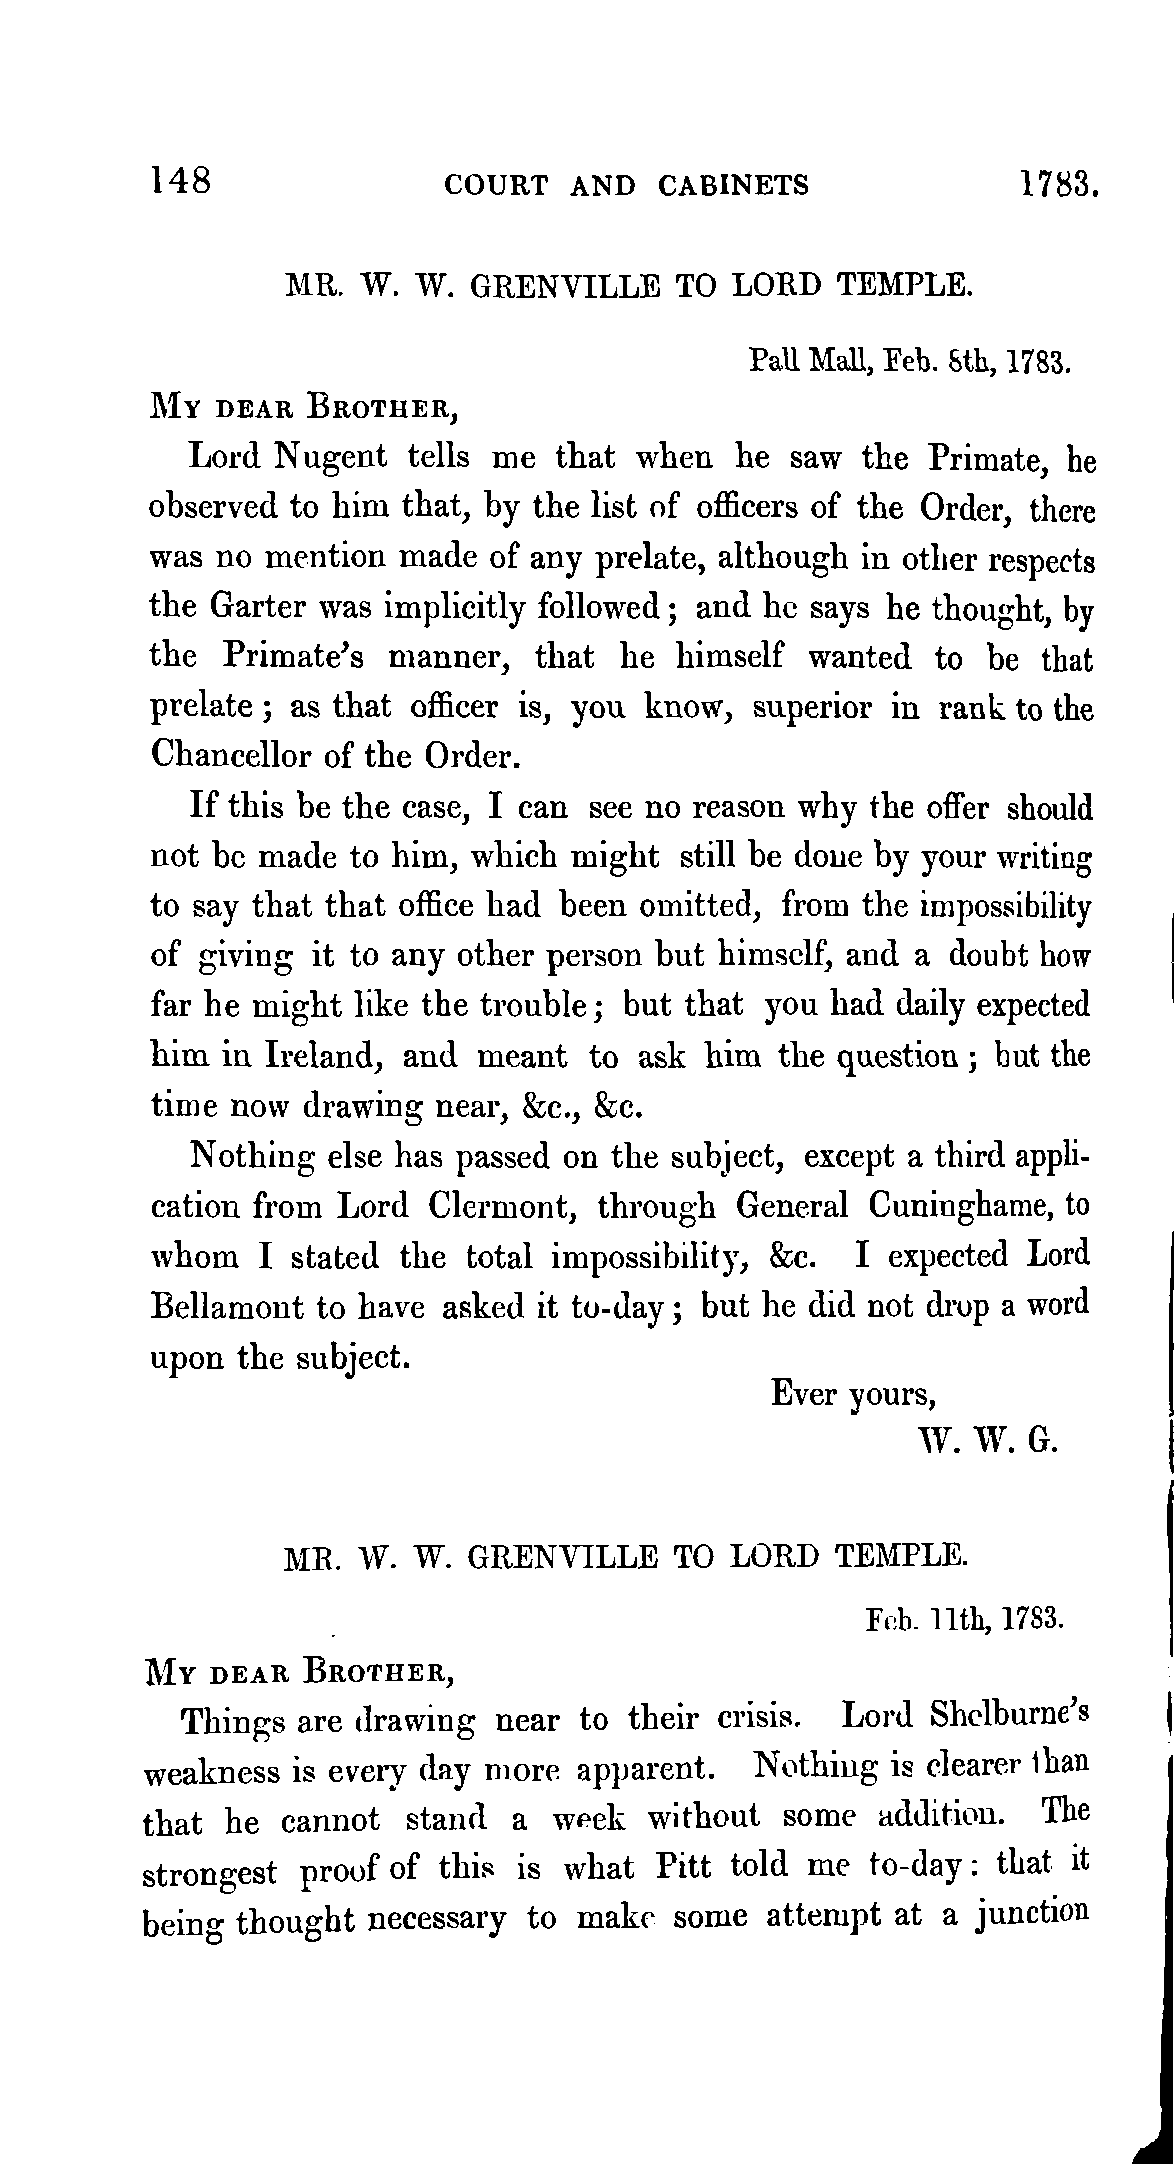 148 COURT AND CABINETS 1783.
MR. W. W. GRENVILLE TO LORD TEMPLE.
Pall Mall, Feb. 8th, 1783.
MY DEAR BROTHER,
Lord Nugent tells me that when he saw the Primate, he
observed to him that, by the list of officers of the Order, there
was no mention made of any prelate, although in other respects
the Garter was implicitly followed; and he says he thought, by
the Primate's manner, that he himself wanted to be that
prelate; as that officer is, you know, superior in rank to the
Chancellor of the Order.
If this be the case, I can see no reason why the offer should
not be made to him, which might still be done by your writing
to say that that office had been omitted, from the impossibility
of giving it to any other person but himself, and a doubt how
far he might like the trouble; but that you had daily expected
him in Ireland, and meant to ask him the question; but the
time now drawing near, &c., &c.
Nothing else has passed on the subject, except a third appli-
cation from Lord Clermont, through General Cuninghame, to
whom I stated the total impossibility, &c. I expected Lord
Bellamont to have asked it to-day; but he did not drop a word
upon the subject.
Ever yours,
W. W. G.
MR. W. W. GRENVILLE TO LORD TEMPLE.
Feb. 11th, 1783.
MY DEAR BROTHER,
Things are drawing near to their crisis. Lord Shelburne's
weakness is every day more apparent. Nothing is clearer than
that he cannot stand a week without some addition. The
strongest proof of this is what Pitt told me to-day: that it
being thought necessary to make some attempt at a junction